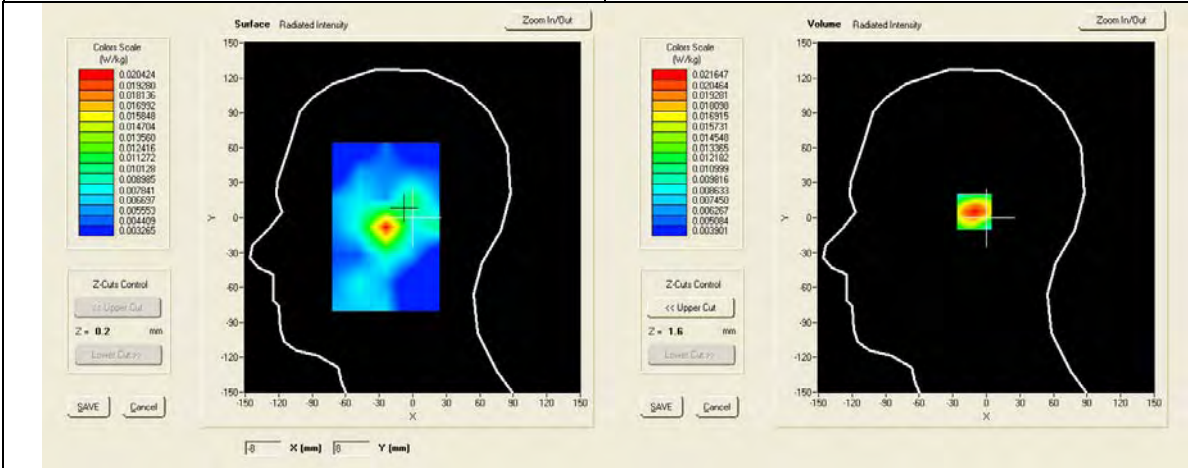 Surface Radiated Intensity
Zoom In/Out
Colors Scale
(W/kg)
0.020424
0.019280
0.018136
0.016992
0.015848
0.014704
0.013560
0.012416
0.011272
0.010128
0.008985
0.007841
0.006697
0.005553
0.004409
0.003265
Z-Cuts Control
<< Upper Cut
Z = 0.2 mm
Lower Cut >>
SAVE Cancel
150
120
90
60
30
0
-30
-60
-90
-120
-150
Y
-150 -120 -90 -60 -30 0 30 60 90 120 150
X
-8 X (mm) 8 Y (mm)
Volume Radiated Intensity
Zoom In/Out
Colors Scale
(W/kg)
0.021647
0.020464
0.019281
0.018098
0.016915
0.015731
0.014548
0.013365
0.012182
0.010999
0.009816
0.008633
0.007450
0.006267
0.005084
0.003901
Z-Cuts Control
<< Upper Cut
Z = 1.6 mm
Lower Cut >>
SAVE Cancel
150
120
90
60
30
0
-30
-60
-90
-120
-150
Y
-150 -120 -90 -60 -30 0 30 60 90 120 150
X